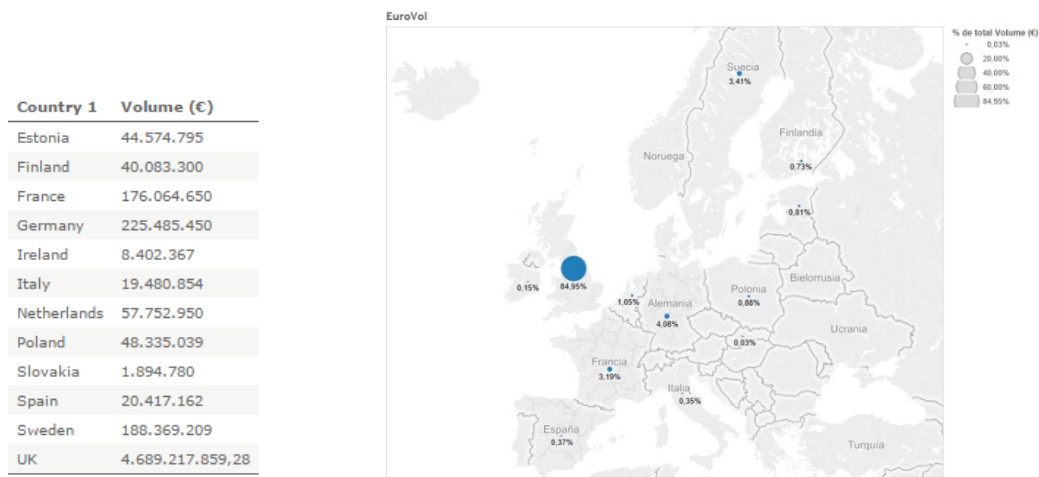 Country 1 Volume (€)
Estonia 44.574.795
Finland 40.083.300
France 176.064.650
Germany 225.485.450
Ireland 8.402.367
Italy 19.480.854
Netherlands 57.752.950
Poland 48.335.039
Slovakia 1.894.780
Spain 20.417.162
Sweden 188.369.209
UK 4.689.217.859,28
EuroVol
Suecia
3,41%
Finlandia
Noruega
0,73%
0,81%
Bielorrusia
0,15%
84,95%
1,05%
Alemania
Polonia
0,88%
4,08%
Ucrania
0,03%
Francia
3,19%
Italia
0,35%
España
0,37%
Turquía
% de total Volume (€)
0,03%
20,00%
40,00%
60,00%
84,95%